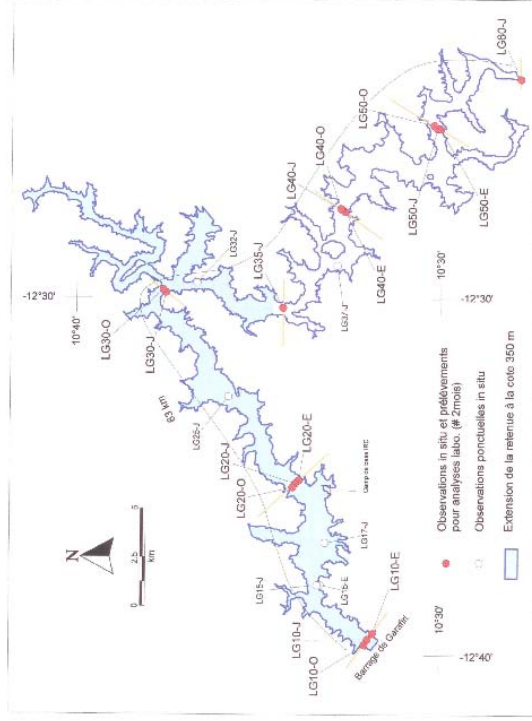 N
0
2.5
5
km
63 km
-12°30'
10°40'
LG30-O
LG30-J
LG32-J
LG35-J
LG37-J
LG40-J
LG40-O
LG40-E
LG50-O
LG50-J
LG50-E
LG60-J
10°30'
-12°30'
LG25-J
LG20-J
LG20-O
LG20-E
LG17-J
LG15-J
LG15-E
LG10-J
LG10-O
LG10-E
Barrage de Garafiri
10°30'
-12°40'
Observations in situ et prélèvements
pour analyses labo. (# 2mois)
Observations ponctuelles in situ
Extension de la retenue à la cote 350 m